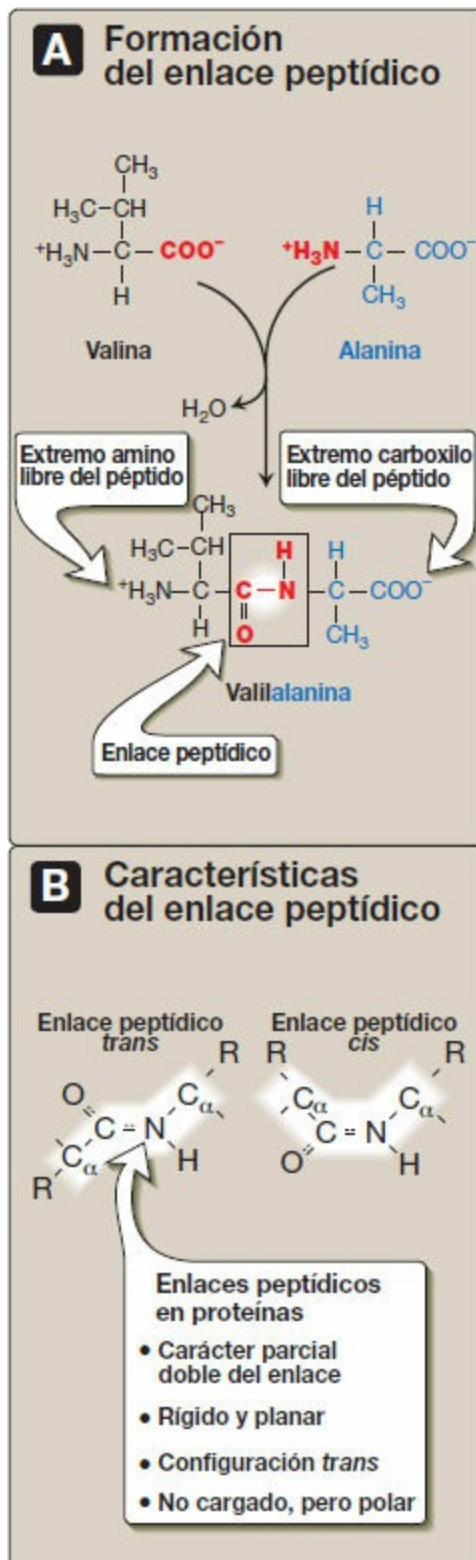 A Formación
del enlace peptídico
CH₃
H₃C–CH
H
⁺H₃N–C–COO⁻
⁺H₃N–C–COO⁻
H
CH₃
Valina
Alanina
H₂O
Extremo amino
libre del péptido
Extremo carboxilo
libre del péptido
CH₃
H₃C–CH
H
H
⁺H₃N–C–C–N–C–COO⁻
H
O
CH₃
Valilalanina
Enlace peptídico
B Características
del enlace peptídico
Enlace peptídico
trans
Enlace peptídico
cis
R
R
R
O
Cα
Cα
Cα
C=N
C=N
Cα
O
R
H
H
Enlaces peptídicos
en proteínas
• Carácter parcial
doble del enlace
• Rígido y planar
• Configuración trans
• No cargado, pero polar